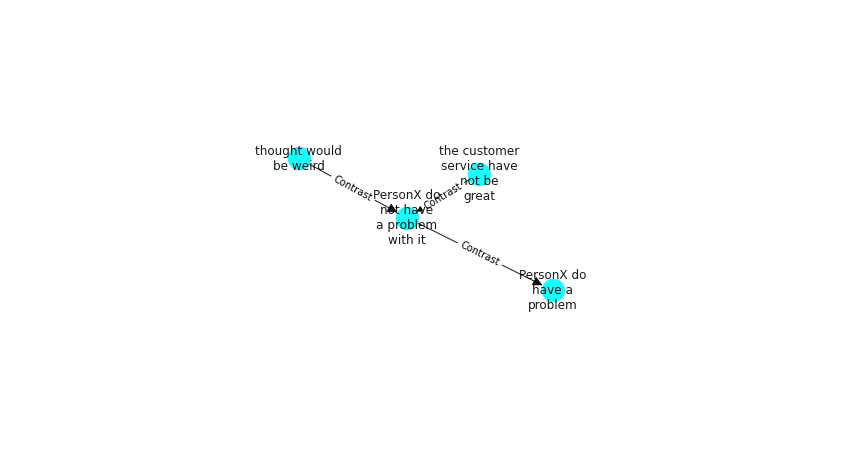 thought would
be weird
the customer
service have
not be
great
Contrast
Contrast
PersonX do
not have
a problem
with it
Contrast
PersonX do
have a
problem